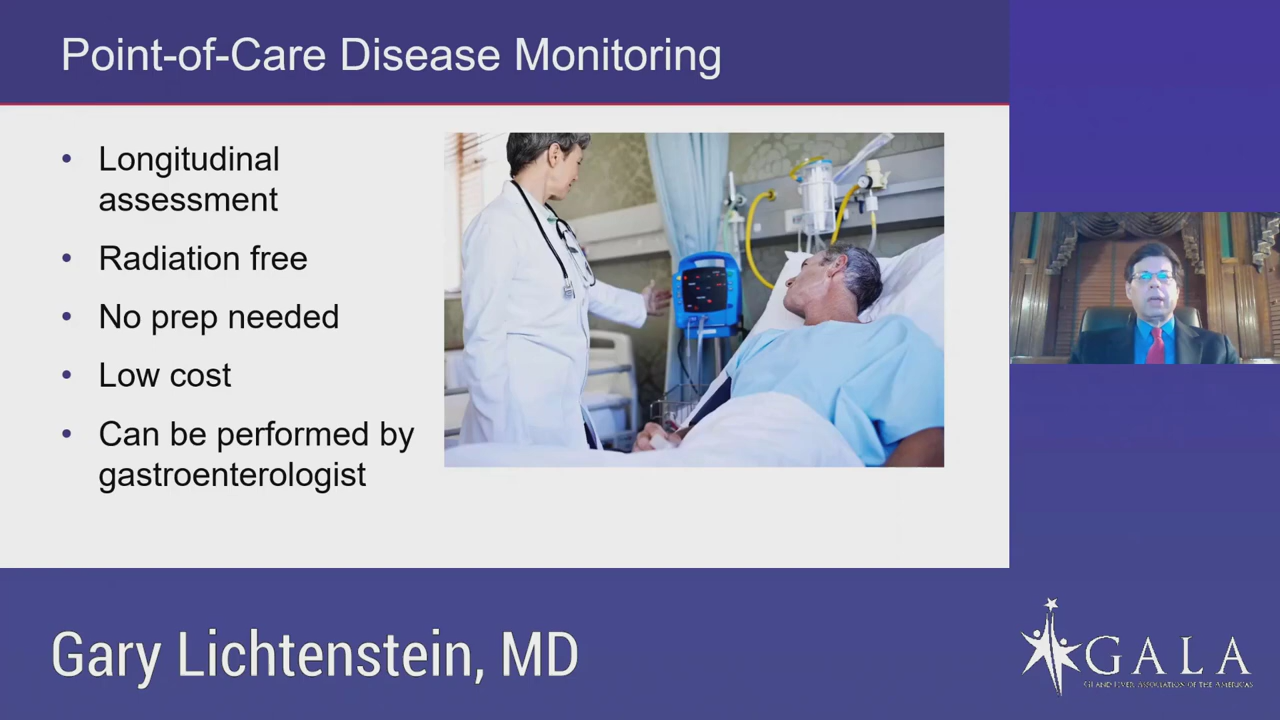 Point-of-Care Disease Monitoring
• Longitudinal
assessment
• Radiation free
• No prep needed
• Low cost
• Can be performed by
gastroenterologist
Gary Lichtenstein, MD
GALA
GI AND LIVER ASSOCIATION OF THE AMERICAS